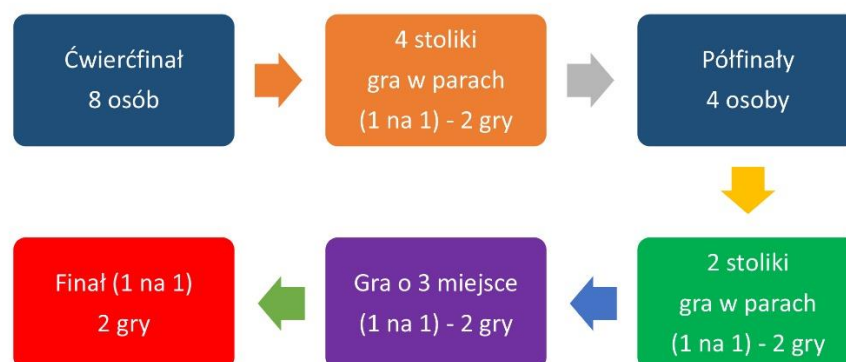 Ćwierćfinał
8 osób
4 stoliki
gra w parach
(1 na 1) - 2 gry
Półfinały
4 osoby
2 stoliki
gra w parach
(1 na 1) - 2 gry
Gra o 3 miejsce
(1 na 1) - 2 gry
Finał (1 na 1)
2 gry